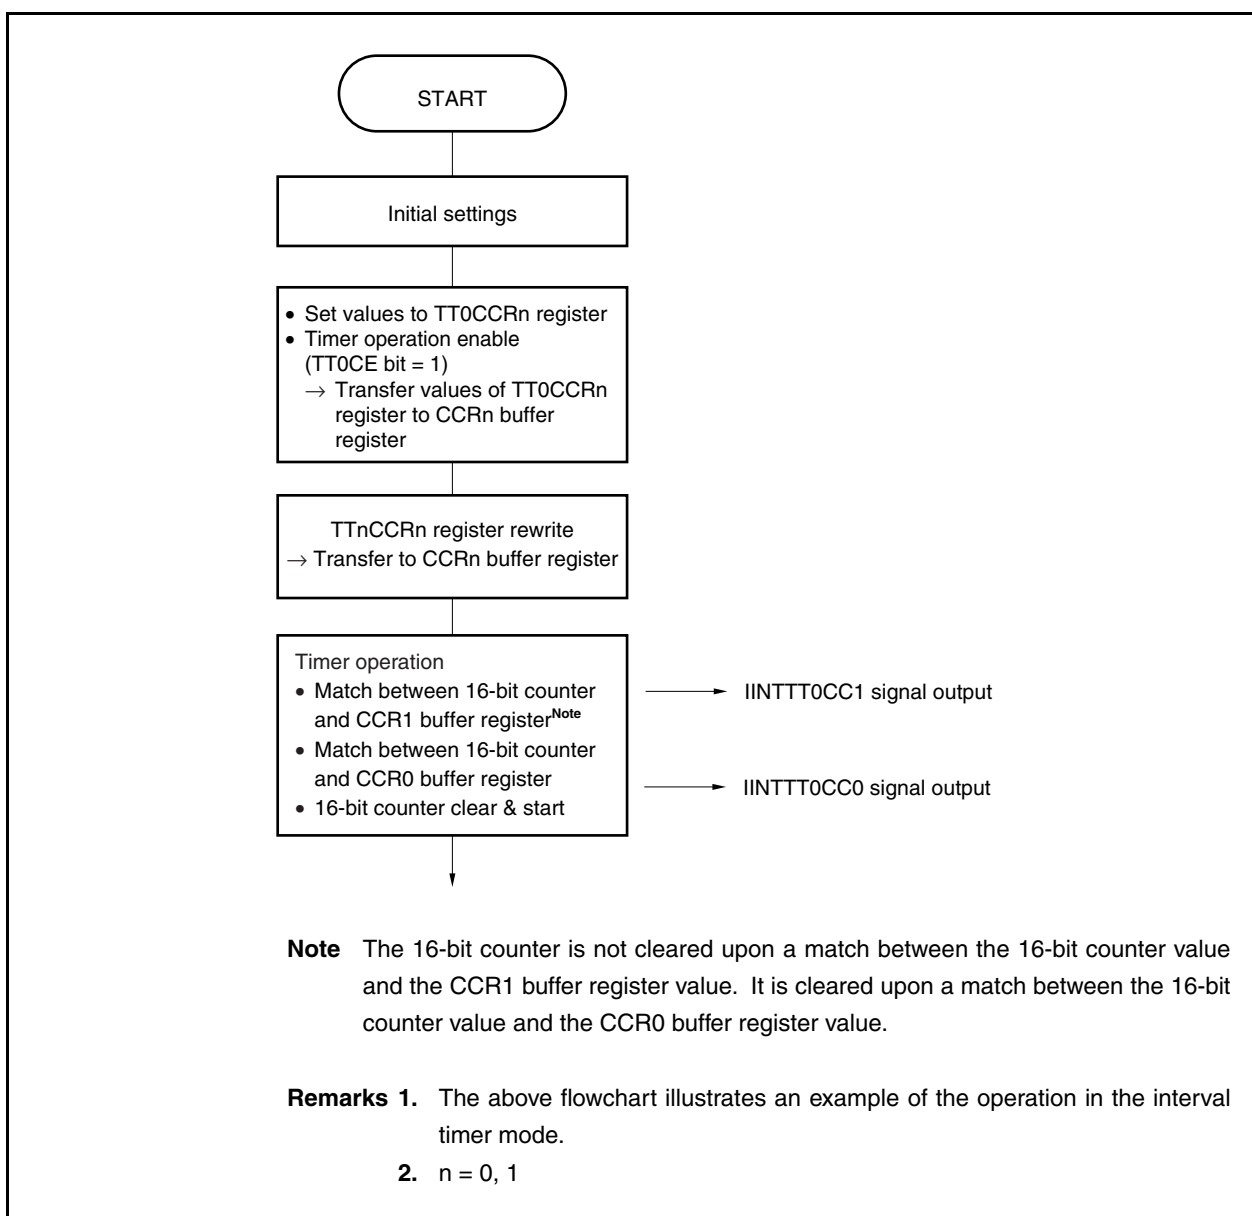 START
Initial settings
• Set values to TT0CCRn register
• Timer operation enable
(TT0CE bit = 1)
→ Transfer values of TT0CCRn
register to CCRn buffer
register
TTnCCRn register rewrite
→ Transfer to CCRn buffer register
Timer operation
• Match between 16-bit counter
and CCR1 buffer registerNote
IINTTT0CC1 signal output
• Match between 16-bit counter
and CCR0 buffer register
IINTTT0CC0 signal output
• 16-bit counter clear & start
Note The 16-bit counter is not cleared upon a match between the 16-bit counter value
and the CCR1 buffer register value. It is cleared upon a match between the 16-bit
counter value and the CCR0 buffer register value.
Remarks 1. The above flowchart illustrates an example of the operation in the interval
timer mode.
2. n = 0, 1